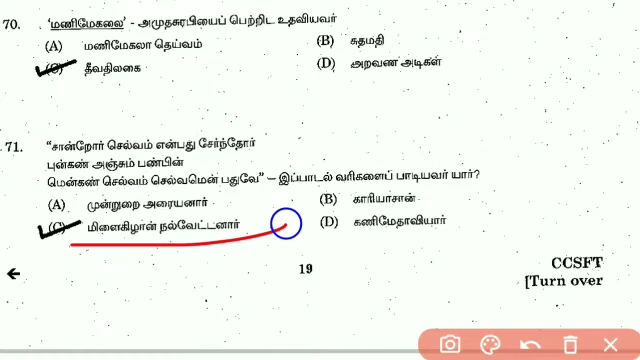 70. 'மணிமேகலை' - அமுதசுரபியைப் பெற்றிட உதவியவர்
(A) மணிமேகலா தெய்வம் (B) சுதமதி
(C) தீவதிலகை (D) அறவண அடிகள்
71. "சான்றோர் செல்வம் என்பது சேர்ந்தோர்
புன்கண் அஞ்சும் பண்பின்
மென்கண் செல்வம் செல்வமென் பதுவே" – இப்பாடல் வரிகளைப் பாடியவர் யார்?
(A) முன்றுறை அரையனார் (B) காரியாசான்
(C) மிளைகிழான் நல்வேட்டனார் (D) கணிமேதாவியார்
19
CCSFT
[Turn over